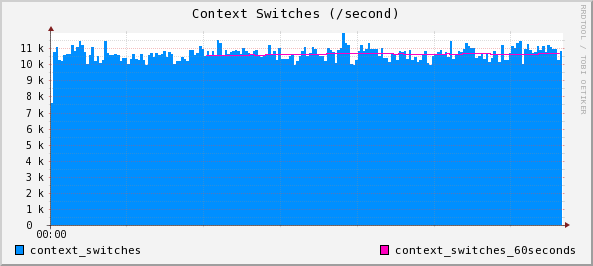 Context Switches (/second)
RRDTOOL / TOBI OETIKER
11 k
10 k
9 k
8 k
7 k
6 k
5 k
4 k
3 k
2 k
1 k
0
00:00
context_switches
context_switches_60seconds